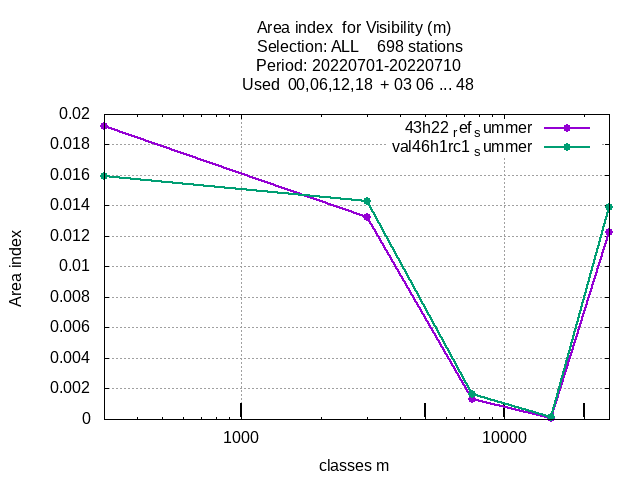 Area index  for Visibility (m)
Selection: ALL    698 stations
Period: 20220701-20220710
Used  00,06,12,18  + 03 06 ... 48
43h22 ref summer
val46h1rc1 summer
0.02
0.018
0.016
0.014
0.012
0.01
0.008
0.006
0.004
0.002
0
Area index
1000
10000
classes m